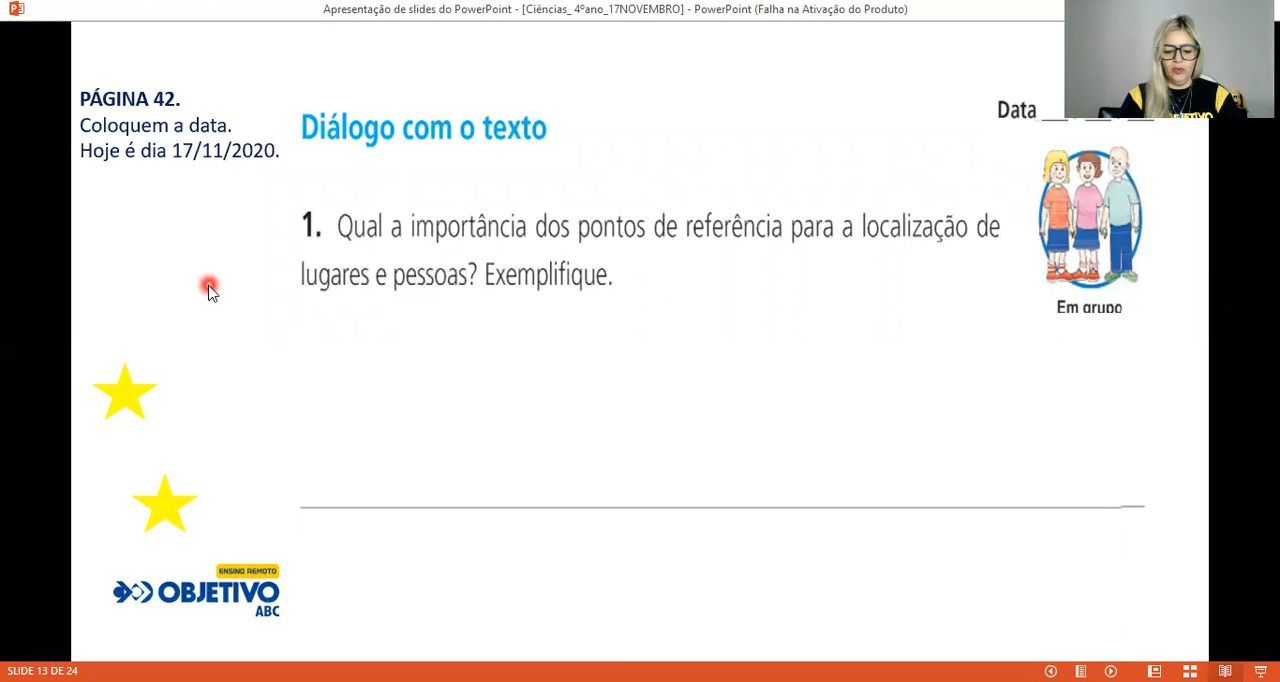 Apresentação de slides do PowerPoint - [Ciências_ 4ºano_17NOVEMBRO] - PowerPoint (Falha na Ativação do Produto)
PÁGINA 42.
Coloquem a data.
Hoje é dia 17/11/2020.
Diálogo com o texto
Data
OBJETIVO
1. Qual a importância dos pontos de referência para a localização de
lugares e pessoas? Exemplifique.
Em grupo
ENSINO REMOTO
OBJETIVO
ABC
SLIDE 13 DE 24